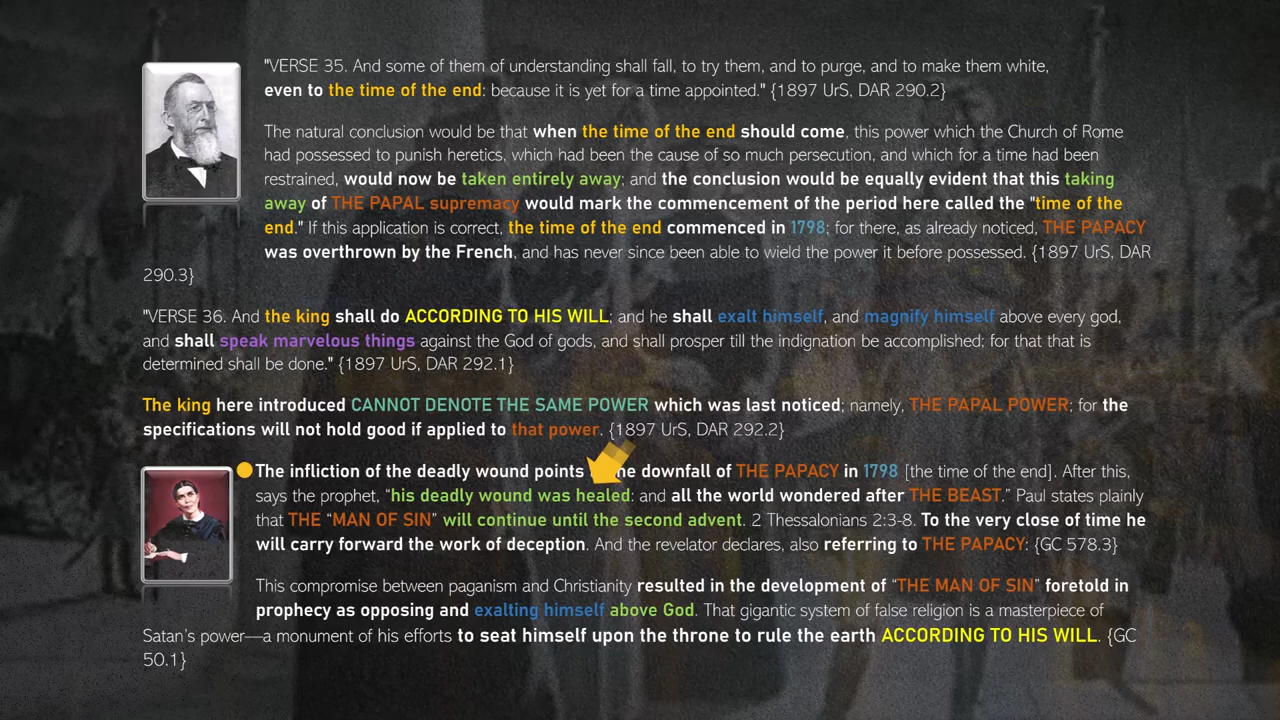 "VERSE 35. And some of them of understanding shall fall, to try them, and to purge, and to make them white,
even to the time of the end: because it is yet for a time appointed." {1897 UrS, DAR 290.2}
The natural conclusion would be that when the time of the end should come, this power which the Church of Rome
had possessed to punish heretics, which had been the cause of so much persecution, and which for a time had been
restrained, would now be taken entirely away; and the conclusion would be equally evident that this taking
away of THE PAPAL supremacy would mark the commencement of the period here called the "time of the
end." If this application is correct, the time of the end commenced in 1798; for there, as already noticed, THE PAPACY
was overthrown by the French, and has never since been able to wield the power it before possessed. {1897 UrS, DAR
290.3}
"VERSE 36. And the king shall do ACCORDING TO HIS WILL; and he shall exalt himself, and magnify himself above every god,
and shall speak marvelous things against the God of gods, and shall prosper till the indignation be accomplished; for that that is
determined shall be done." {1897 UrS, DAR 292.1}
The king here introduced CANNOT DENOTE THE SAME POWER which was last noticed; namely, THE PAPAL POWER; for the
specifications will not hold good if applied to that power. {1897 UrS, DAR 292.2}
The infliction of the deadly wound points he downfall of THE PAPACY in 1798 [the time of the end]. After this,
says the prophet, “his deadly wound was healed: and all the world wondered after THE BEAST.” Paul states plainly
that THE “MAN OF SIN” will continue until the second advent. 2 Thessalonians 2:3-8. To the very close of time he
will carry forward the work of deception. And the revelator declares, also referring to THE PAPACY: {GC 578.3}
This compromise between paganism and Christianity resulted in the development of “THE MAN OF SIN” foretold in
prophecy as opposing and exalting himself above God. That gigantic system of false religion is a masterpiece of
Satan's power—a monument of his efforts to seat himself upon the throne to rule the earth ACCORDING TO HIS WILL. {GC
50.1}